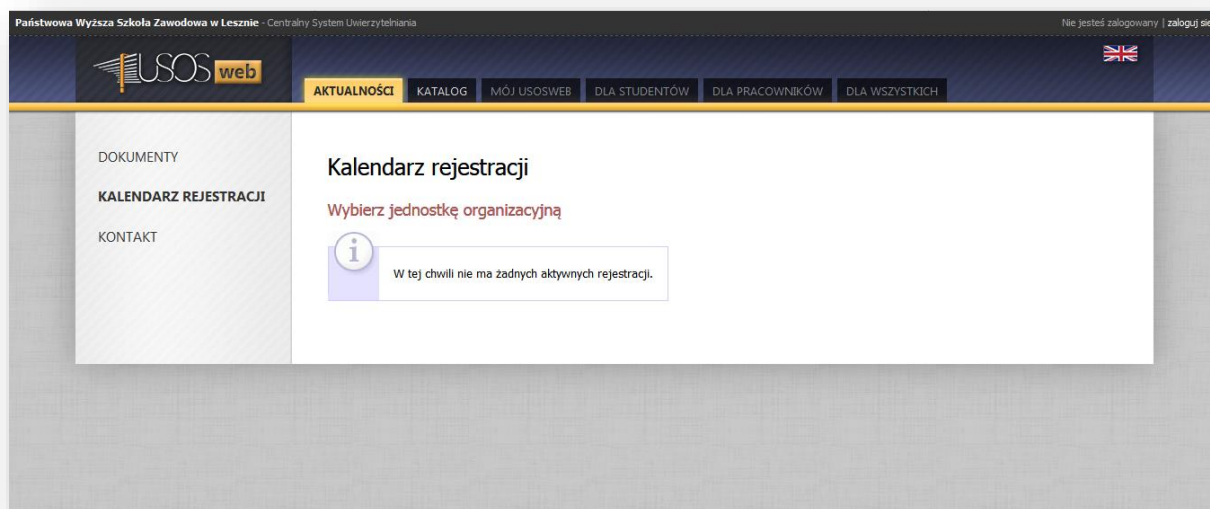 Państwowa Wyższa Szkoła Zawodowa w Lesznie - Centralny System Uwierzytelniania
Nie jesteś zalogowany | zaloguj się
USOS web
AKTUALNOŚCI KATALOG MÓJ USOSWEB DLA STUDENTÓW DLA PRACOWNIKÓW DLA WSZYSTKICH
DOKUMENTY
KALENDARZ REJESTRACJI
KONTAKT
Kalendarz rejestracji
Wybierz jednostkę organizacyjną
i
W tej chwili nie ma żadnych aktywnych rejestracji.